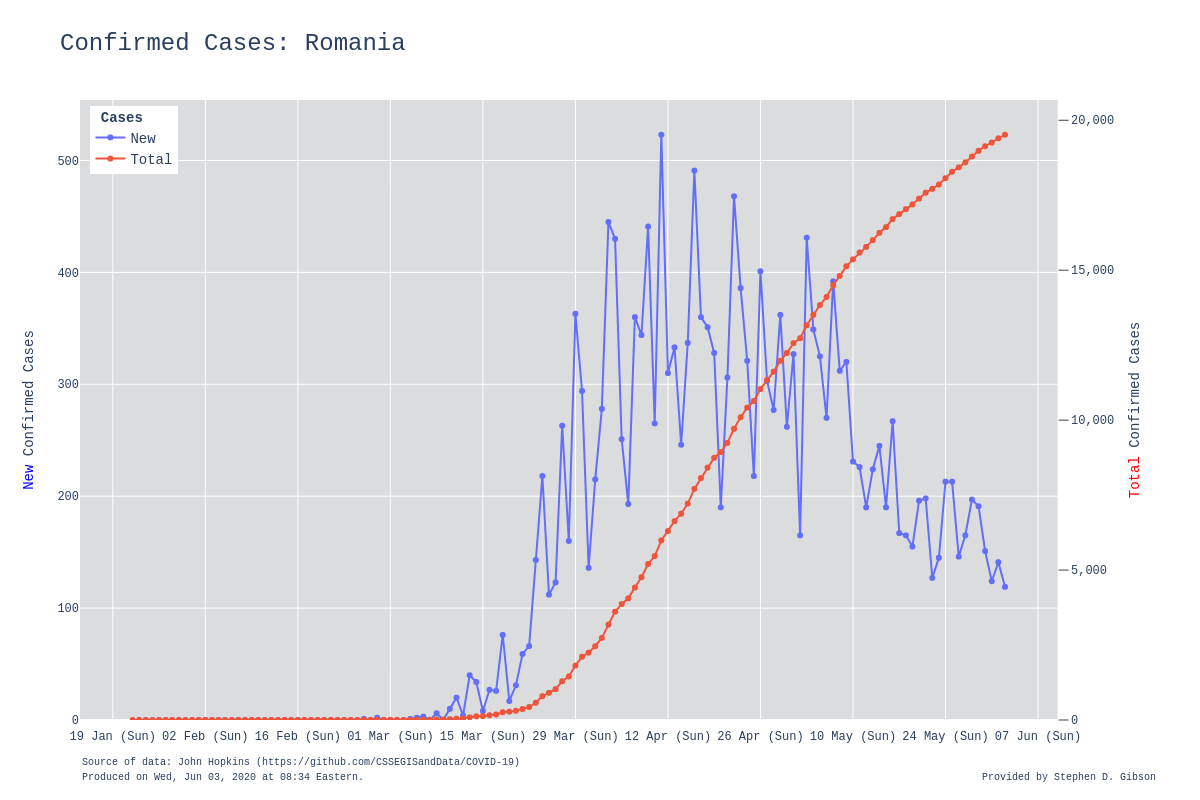 Confirmed Cases: Romania
Cases
New
Total
500
400
300
200
100
0
20,000
15,000
10,000
5,000
0
New Confirmed Cases
Total Confirmed Cases
19 Jan (Sun) 02 Feb (Sun) 16 Feb (Sun) 01 Mar (Sun) 15 Mar (Sun) 29 Mar (Sun) 12 Apr (Sun) 26 Apr (Sun) 10 May (Sun) 24 May (Sun) 07 Jun (Sun)
Source of data: John Hopkins (https://github.com/CSSEGISandData/COVID-19)
Produced on Wed, Jun 03, 2020 at 08:34 Eastern.
Provided by Stephen D. Gibson